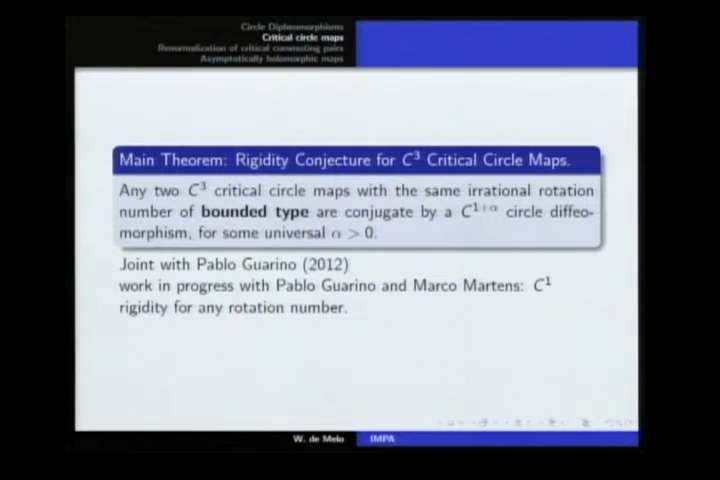 Circle Dipheomorphisms
Critical circle maps
Renormalization of critical commuting pairs
Asymptotically holomorphic maps
Main Theorem: Rigidity Conjecture for C³ Critical Circle Maps.
Any two C³ critical circle maps with the same irrational rotation
number of bounded type are conjugate by a C¹⁺ᵅ circle diffeo-
morphism, for some universal α > 0.
Joint with Pablo Guarino (2012)
work in progress with Pablo Guarino and Marco Martens: C¹
rigidity for any rotation number.
W. de Melo IMPA